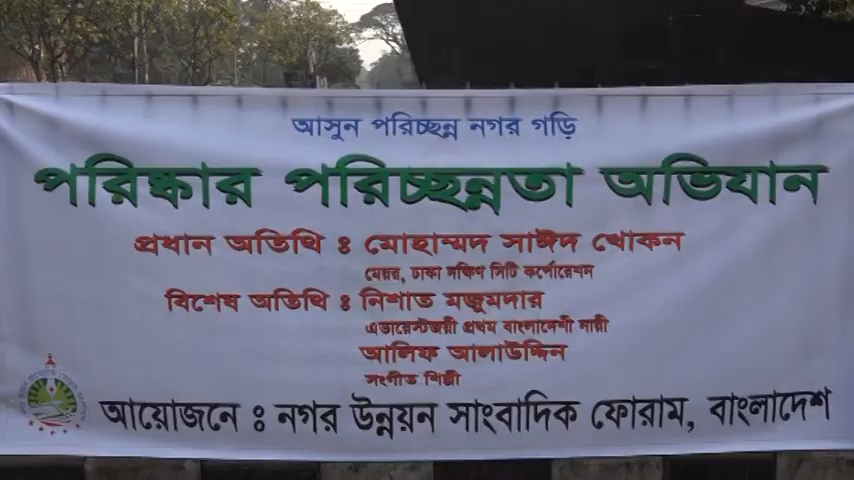 আসুন পরিচ্ছন্ন নগর গড়ি
পরিষ্কার পরিচ্ছন্নতা অভিযান
প্রধান অতিথি ঃ মোহাম্মদ সাঈদ খোকন
মেয়র, ঢাকা দক্ষিণ সিটি কর্পোরেশন
বিশেষ অতিথি ঃ নিশাত মজুমদার
এভারেস্টজয়ী প্রথম বাংলাদেশী নারী
আলিফ আলাউদ্দিন
সংগীত শিল্পী
আয়োজনে ঃ নগর উন্নয়ন সাংবাদিক ফোরাম, বাংলাদেশ